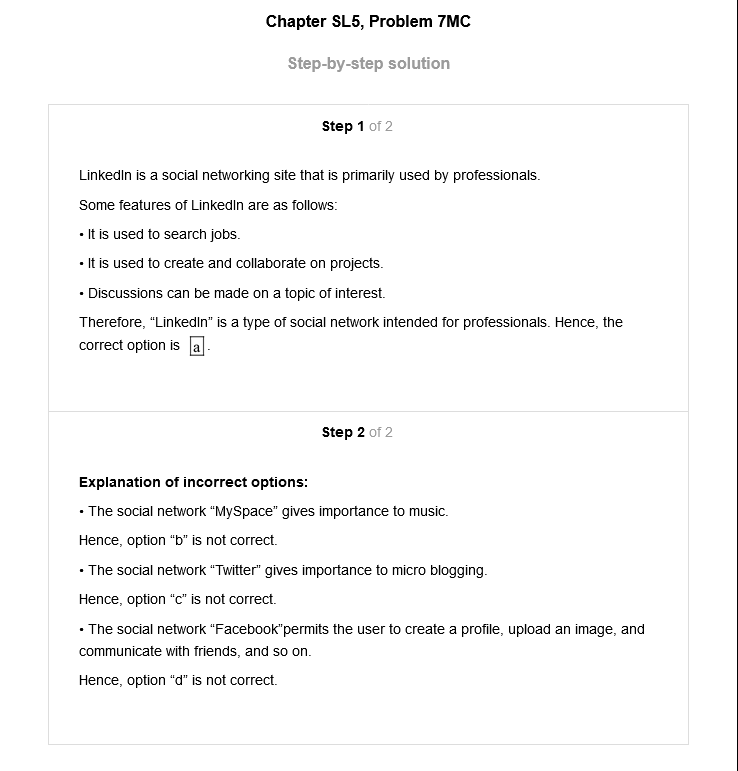 Chapter SL5, Problem 7MC
Step-by-step solution
Step 1 of 2
LinkedIn is a social networking site that is primarily used by professionals.
Some features of LinkedIn are as follows:
• It is used to search jobs.
• It is used to create and collaborate on projects.
• Discussions can be made on a topic of interest.
Therefore, “LinkedIn” is a type of social network intended for professionals. Hence, the
correct option is a.
Step 2 of 2
Explanation of incorrect options:
• The social network “MySpace” gives importance to music.
Hence, option “b” is not correct.
• The social network “Twitter” gives importance to micro blogging.
Hence, option “c” is not correct.
• The social network “Facebook”permits the user to create a profile, upload an image, and
communicate with friends, and so on.
Hence, option “d” is not correct.